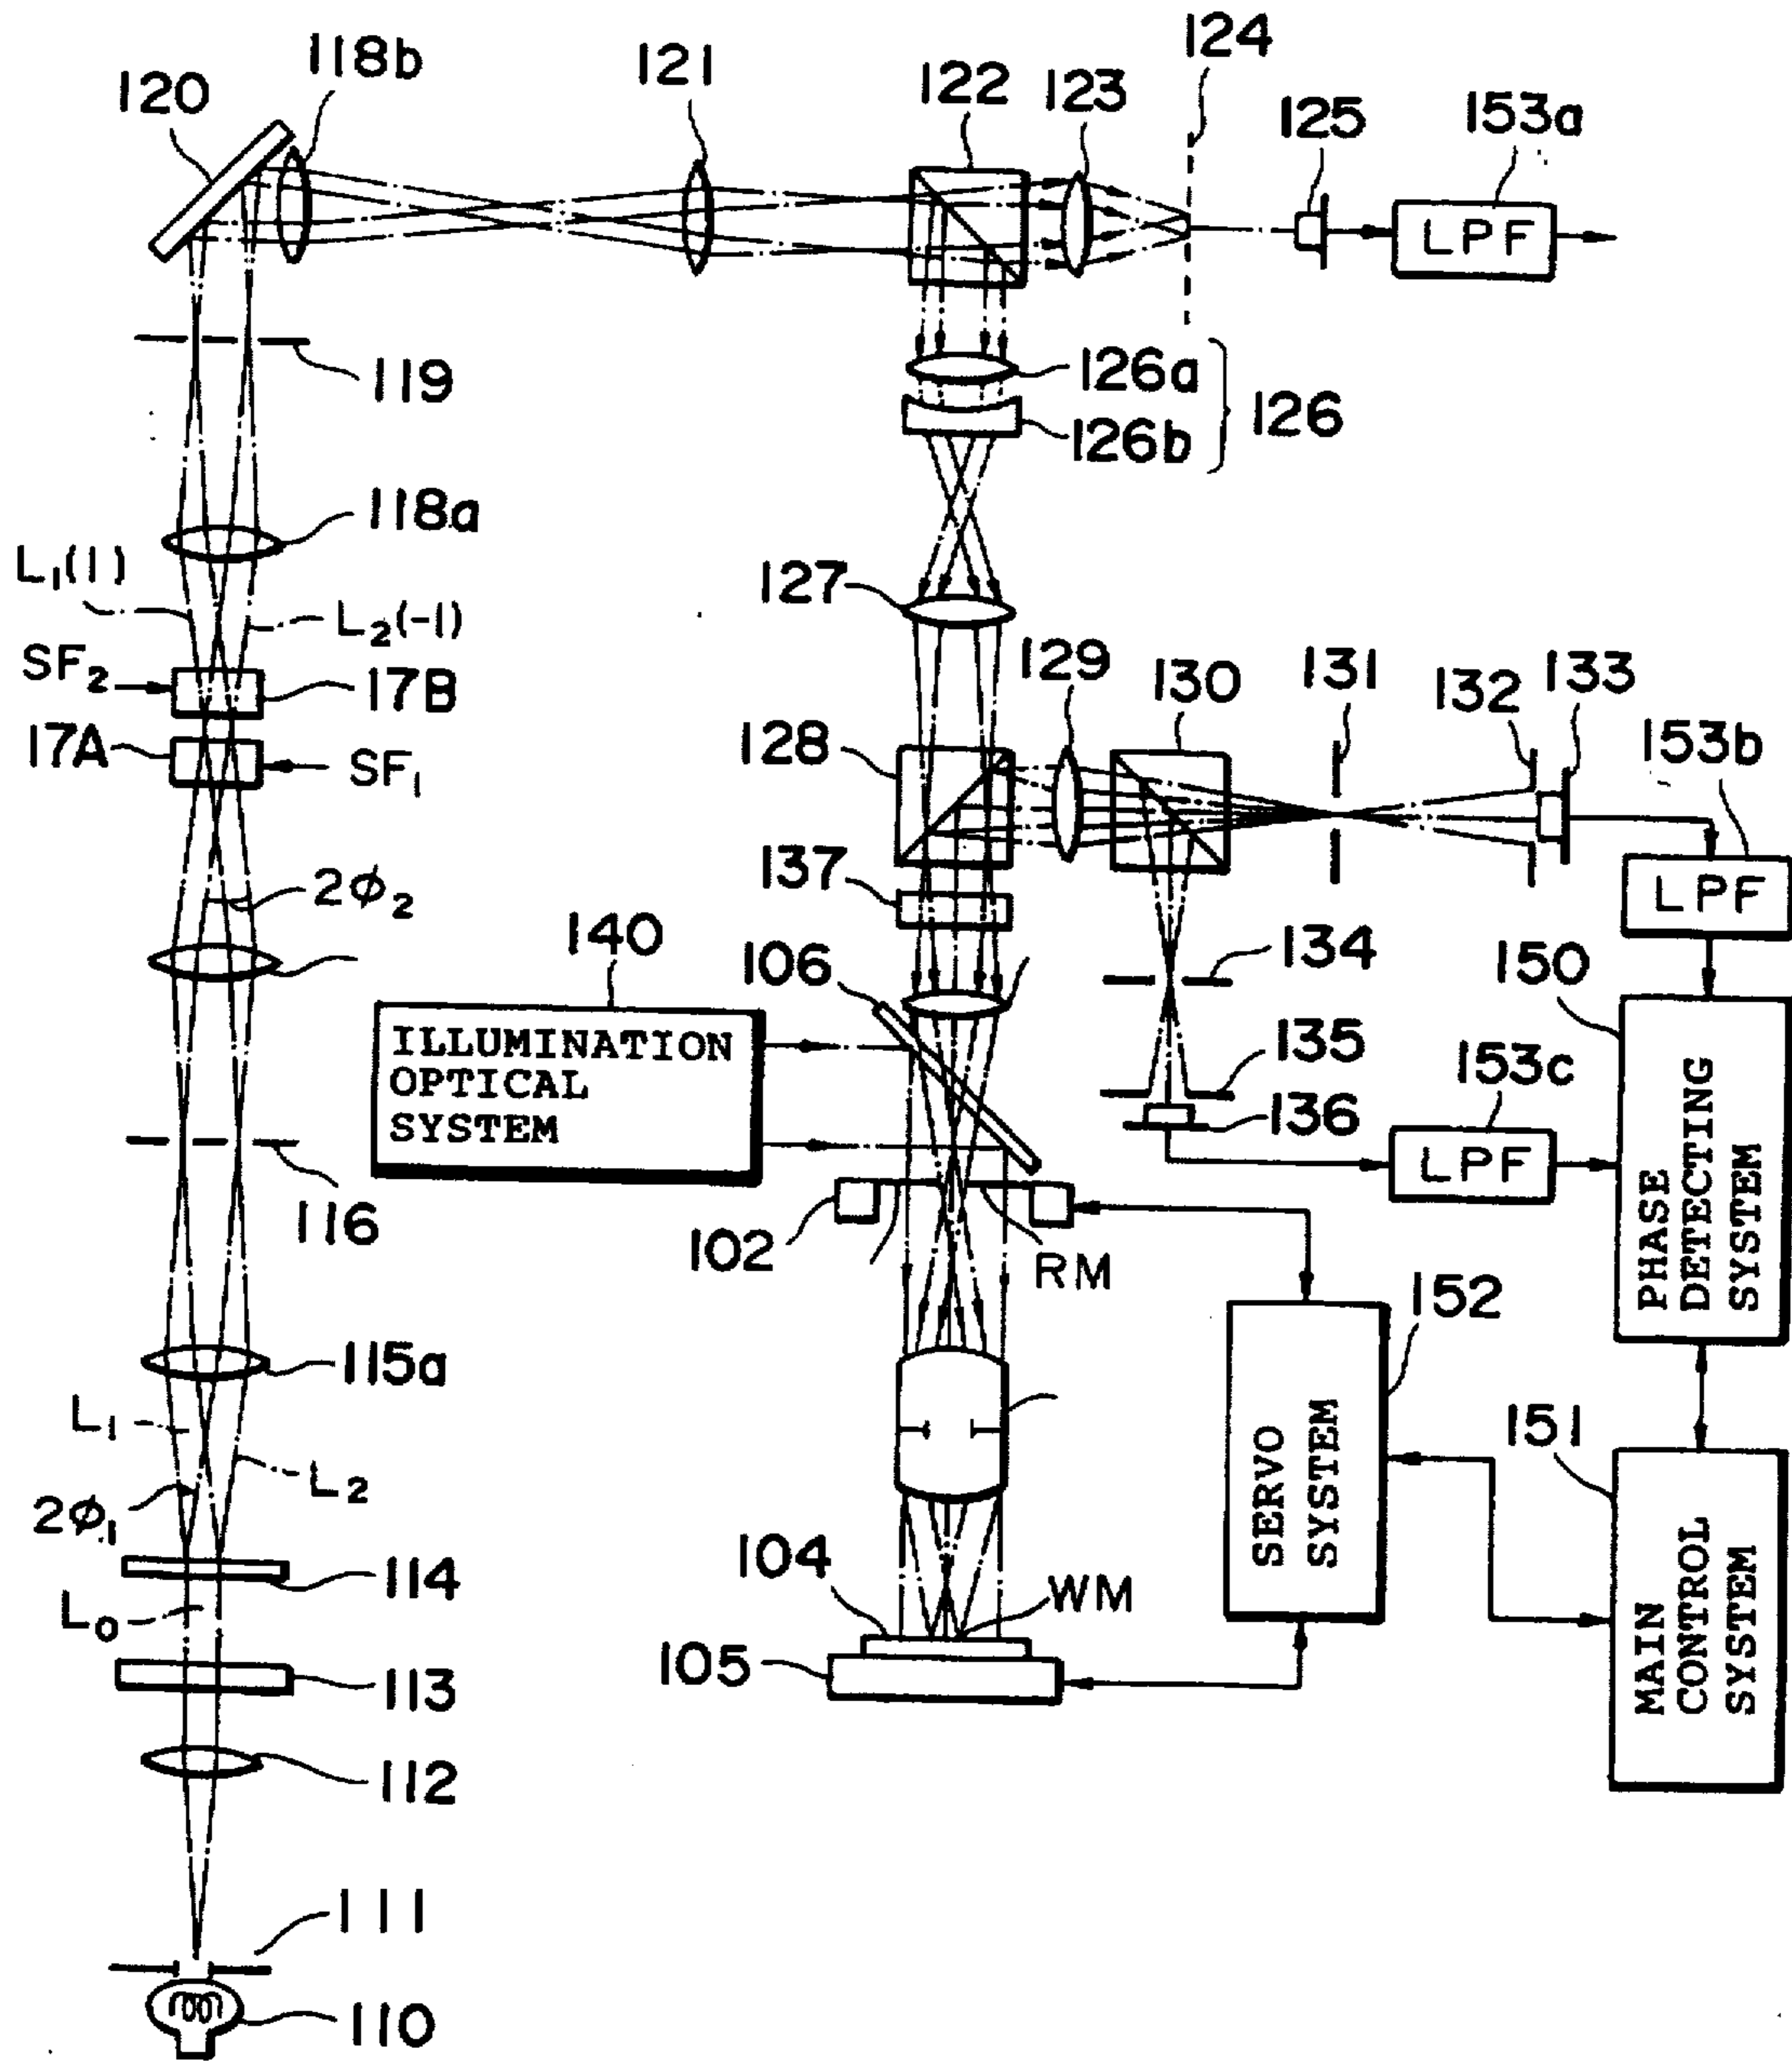 124
118b
121
122
123
120
125
153a
LPF
119
126a
126
126b
118a
L₁(1)
127
L₂(-1)
SF₂
17B
129
130
131
132
133
17A
SF₁
128
153b
LPF
2ϕ₂
137
140
134
106
150
ILLUMINATION
OPTICAL
SYSTEM
135
153c
136
LPF
PHASE
DETECTING
SYSTEM
116
102
RM
152
115a
SERVO
SYSTEM
L₁
151
L₂
2ϕ₁
104
WM
MAIN
CONTROL
SYSTEM
114
L₀
105
113
112
111
110